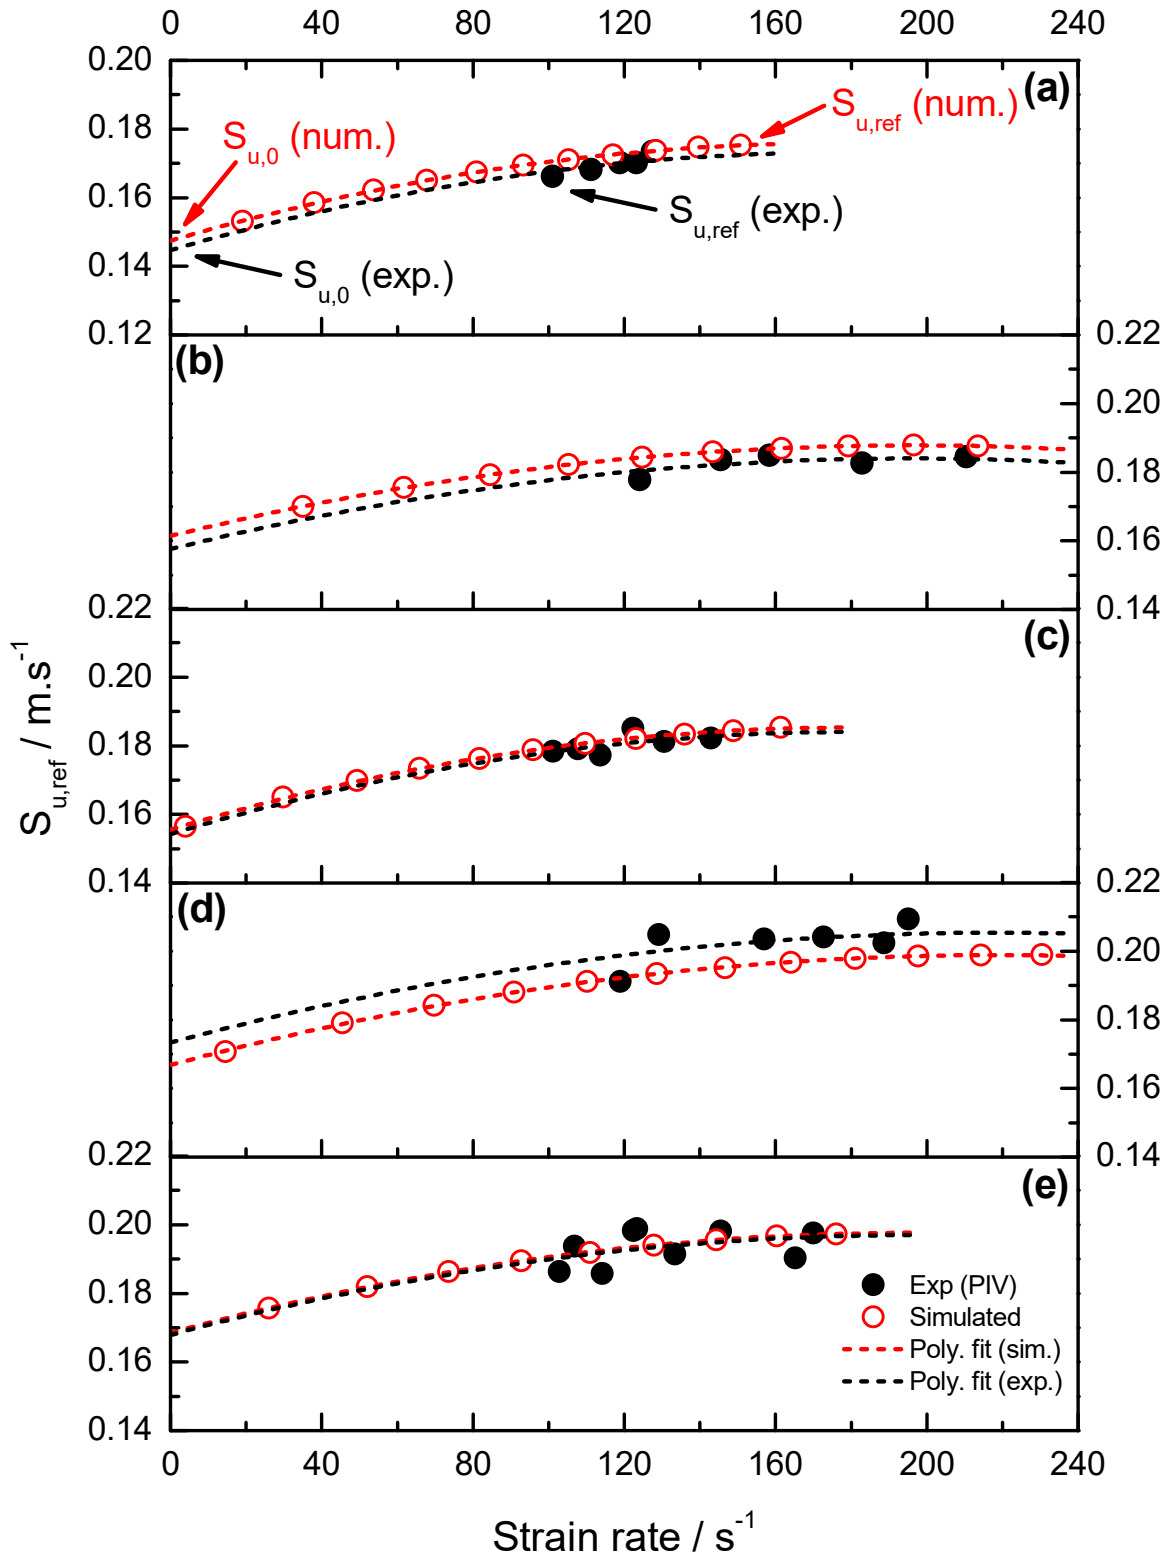 0 40 80 120 160 200 240
0.20
(a)
S_u,ref (num.)
S_u,0 (num.)
0.18
0.16
S_u,ref (exp.)
0.14
S_u,0 (exp.)
0.12
0.22
(b)
0.20
0.18
0.16
0.22
0.14
(c)
0.20
0.18
0.16
0.14
0.22
(d)
0.20
0.18
0.16
0.22
0.14
(e)
0.20
0.18
Exp (PIV)
Simulated
0.16
Poly. fit (sim.)
Poly. fit (exp.)
0.14
S_u,ref / m.s^-1
0 40 80 120 160 200 240
Strain rate / s^-1